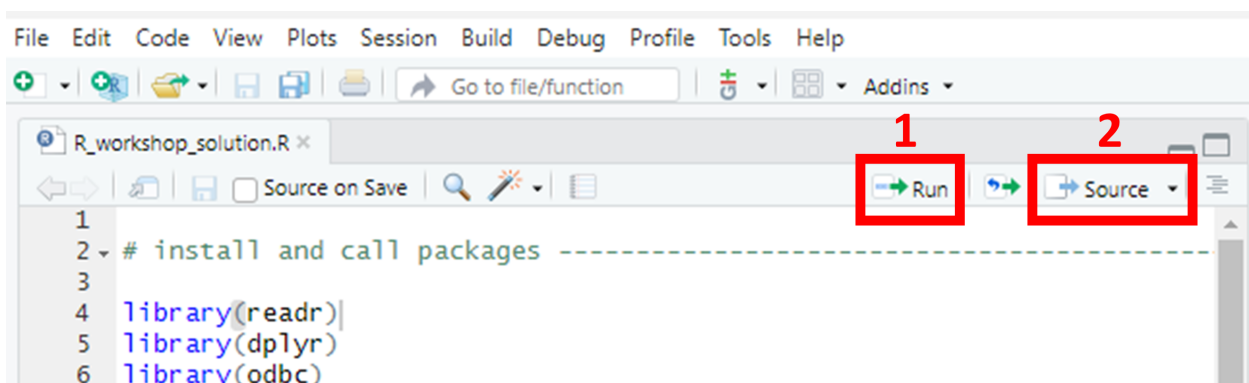 File Edit Code View Plots Session Build Debug Profile Tools Help
Go to file/function Addins
1 2
R_workshop_solution.R
Source on Save Run Source
1
2 # install and call packages -----------------------------------------
3
4 library(readr)
5 library(dplyr)
6 library(odbc)